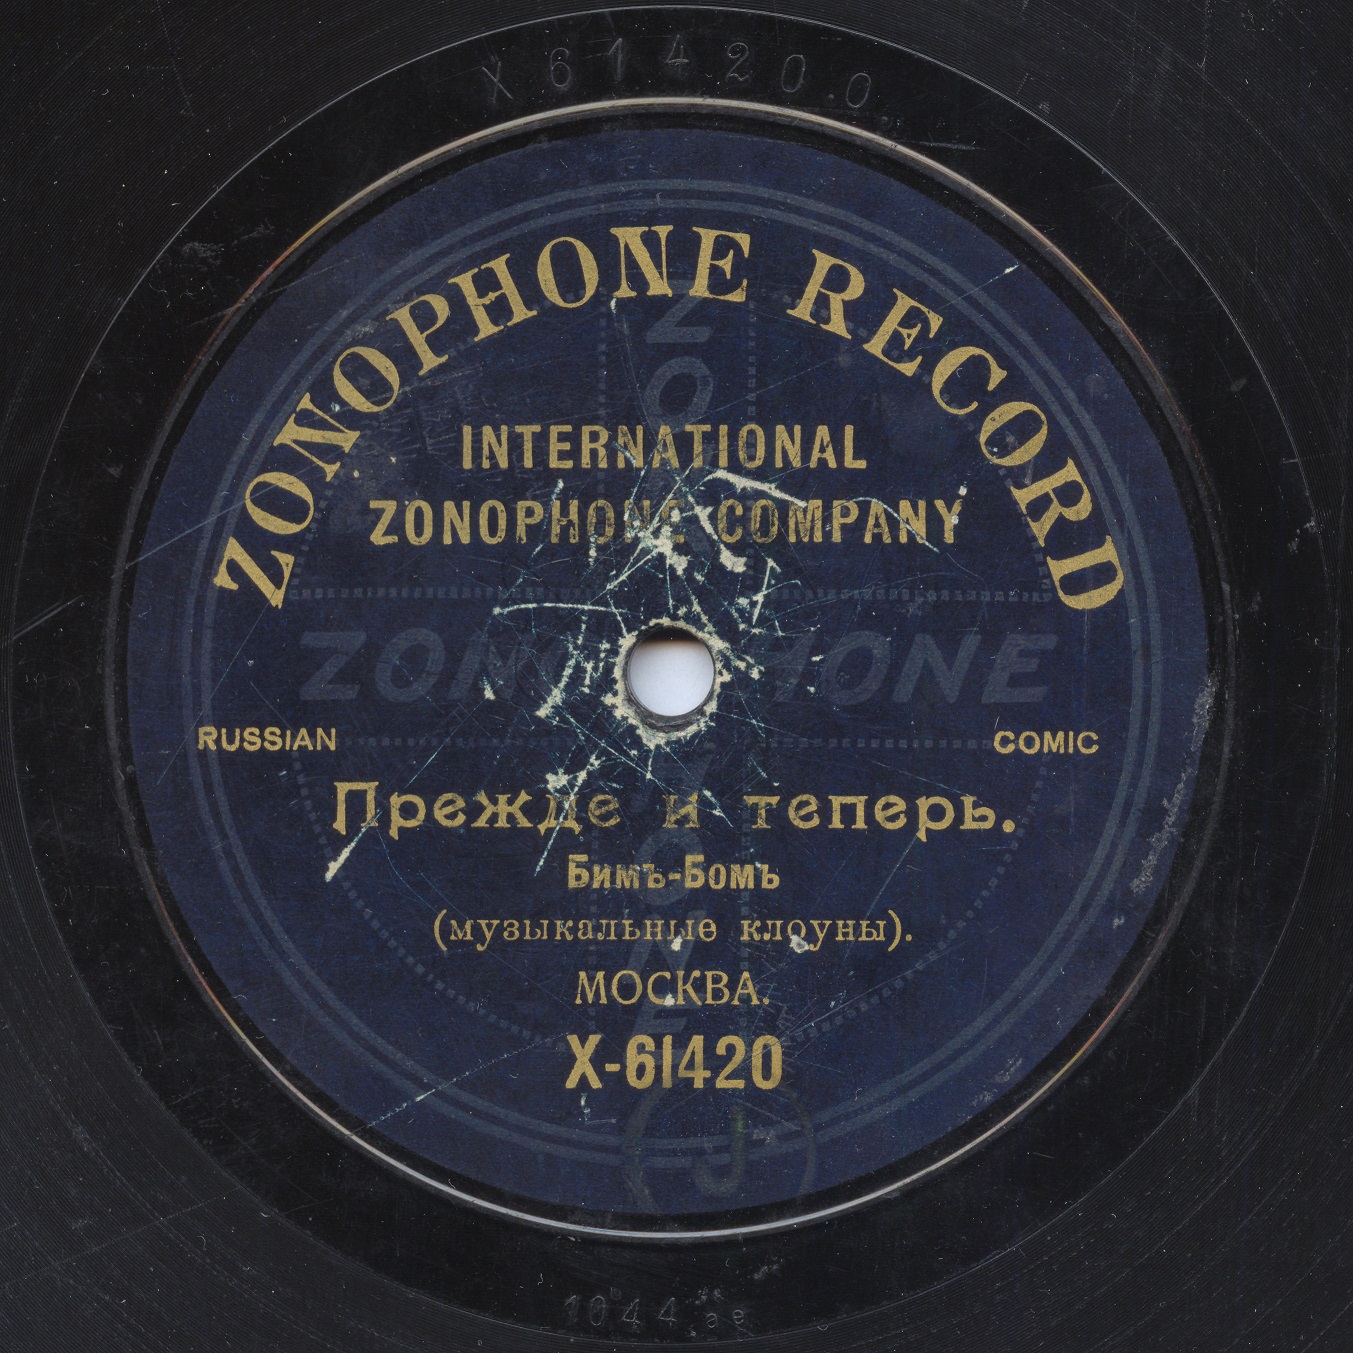 X 61420 0
ZONOPHONE RECORD
INTERNATIONAL
ZONOPHONE COMPANY
ZONOPHONE
ZONOPHONE
RUSSIAN
COMIC
Прежде и теперь.
Бимъ-Бомъ
(музыкальные клоуны).
МОСКВА.
X-61420
1044 ae